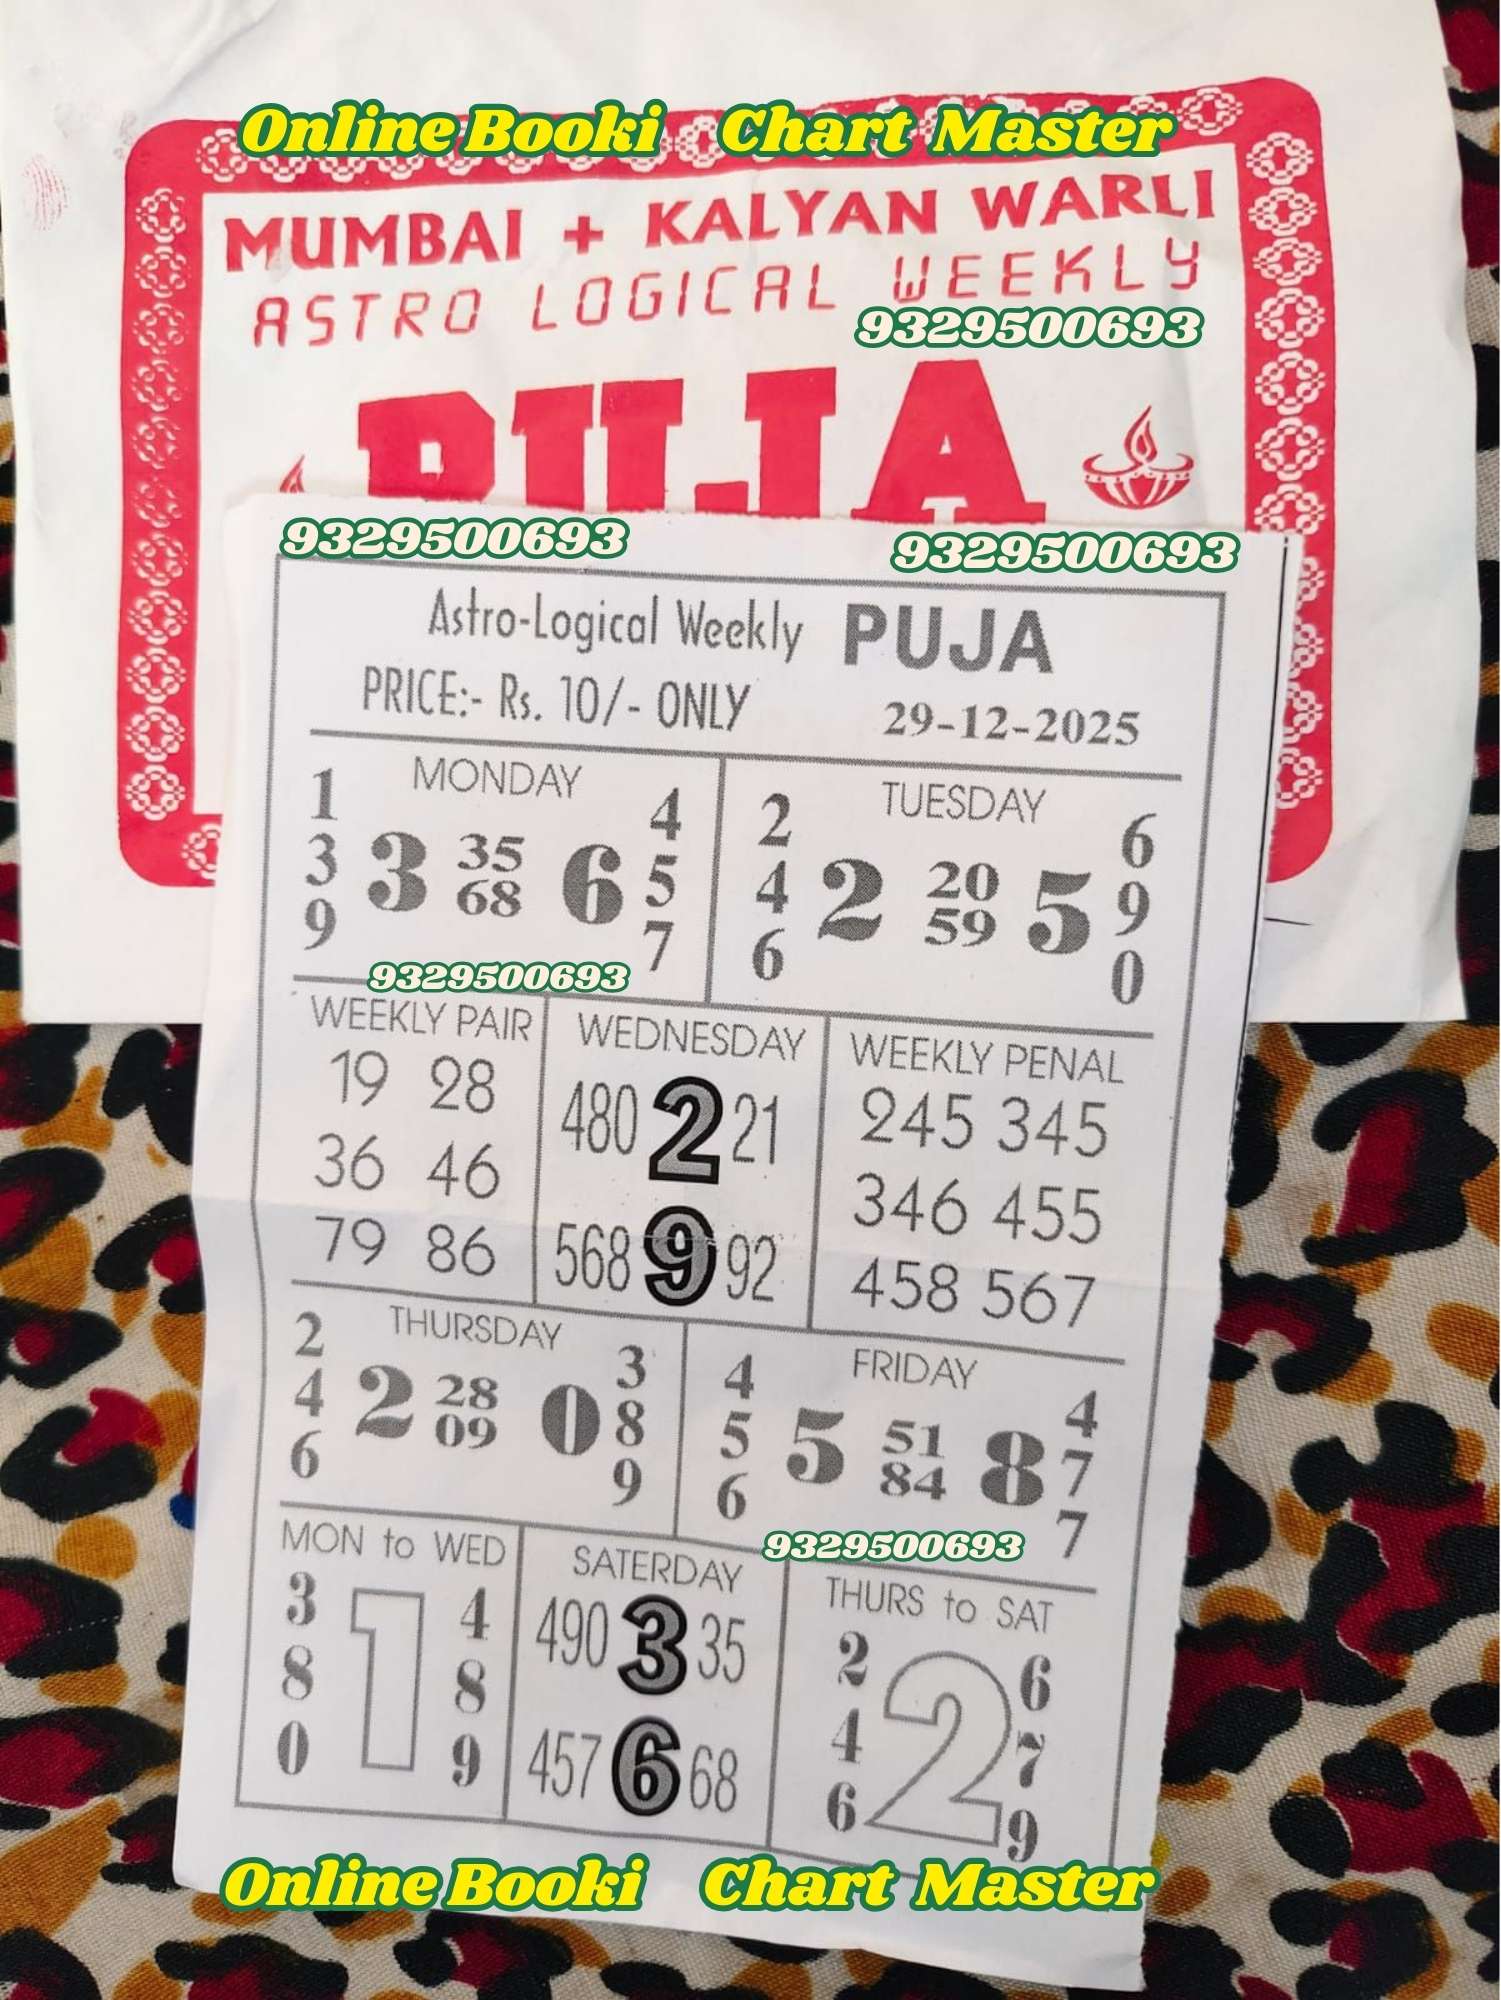 Online Booki Chart Master
MUMBAI + KALYAN WARLI
ASTRO LOGICAL WEEKLY
9329500693
PUJA
9329500693 9329500693
Astro-Logical Weekly PUJA
PRICE:- Rs. 10/- ONLY 29-12-2025
MONDAY
1 4
3 3 35 6 5
68
9 7
TUESDAY
2 6
4 2 20 5 9
59
6 0
9329500693
WEEKLY PAIR
19 28
36 46
79 86
WEDNESDAY
480 2 21
568 9 92
WEEKLY PENAL
245 345
346 455
458 567
THURSDAY
2 3
4 2 28 0 8
09
6 9
FRIDAY
4 4
5 5 51 8 7
84
6 7
9329500693
MON to WED
3 4
8 1 8
0 9
SATERDAY
490 3 35
457 6 68
THURS to SAT
2 6
4 2 7
6 9
Online Booki Chart Master